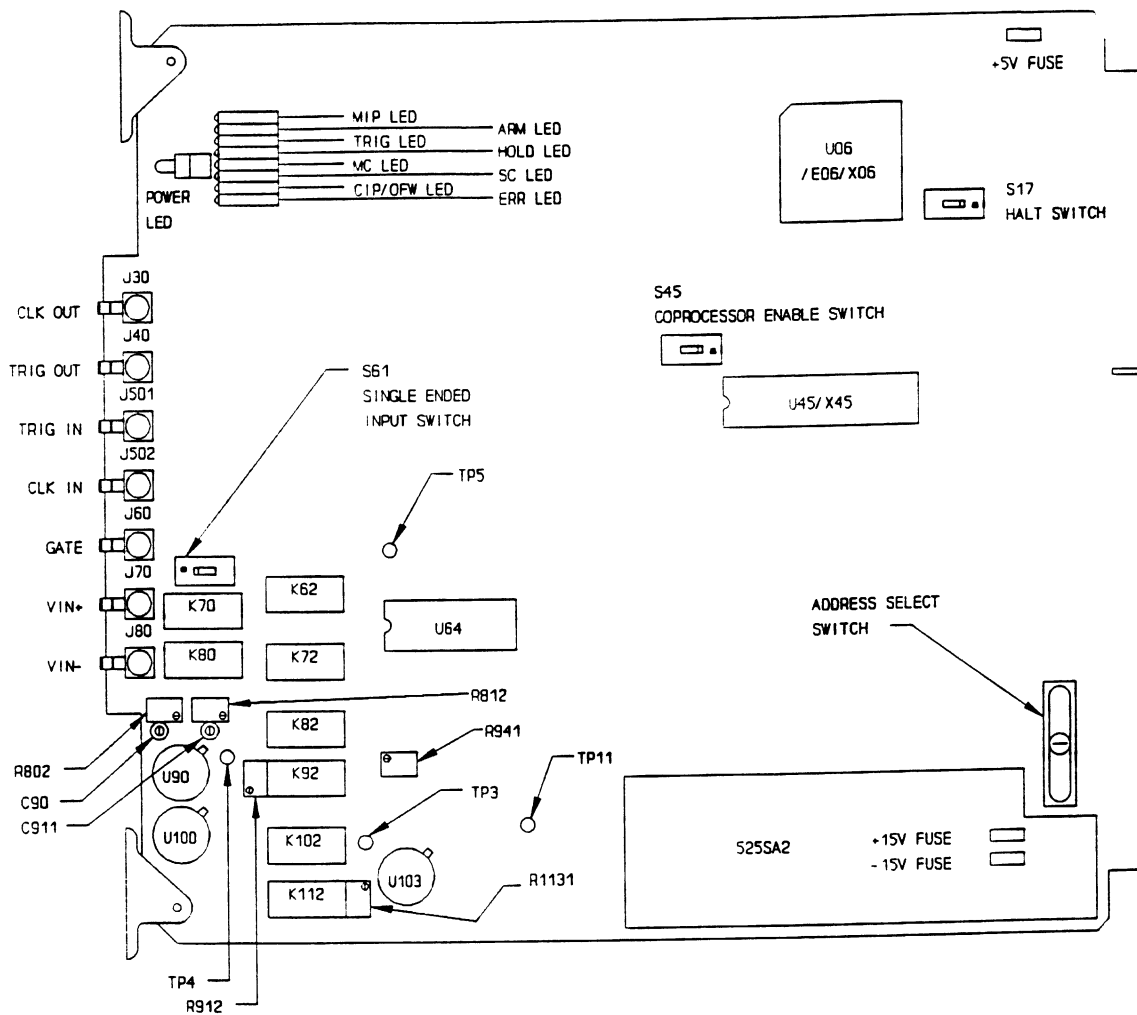 +5V FUSE
MIP LED
ARM LED
TRIG LED
HOLD LED
MC LED
SC LED
CIP/OFW LED
ERR LED
POWER
LED
U06
/E06/X06
S17
HALT SWITCH
J30
CLK OUT
J40
TRIG OUT
J501
TRIG IN
J502
CLK IN
J60
GATE
J70
VIN+
J80
VIN-
S45
COPROCESSOR ENABLE SWITCH
U45/X45
S61
SINGLE ENDED
INPUT SWITCH
TP5
K70
K62
U64
K80
K72
ADDRESS SELECT
SWITCH
R812
K82
R941
R802
U90
K92
TP11
C90
TP3
C911
U100
K102
U103
R1131
K112
525SA2
+15V FUSE
-15V FUSE
TP4
R912